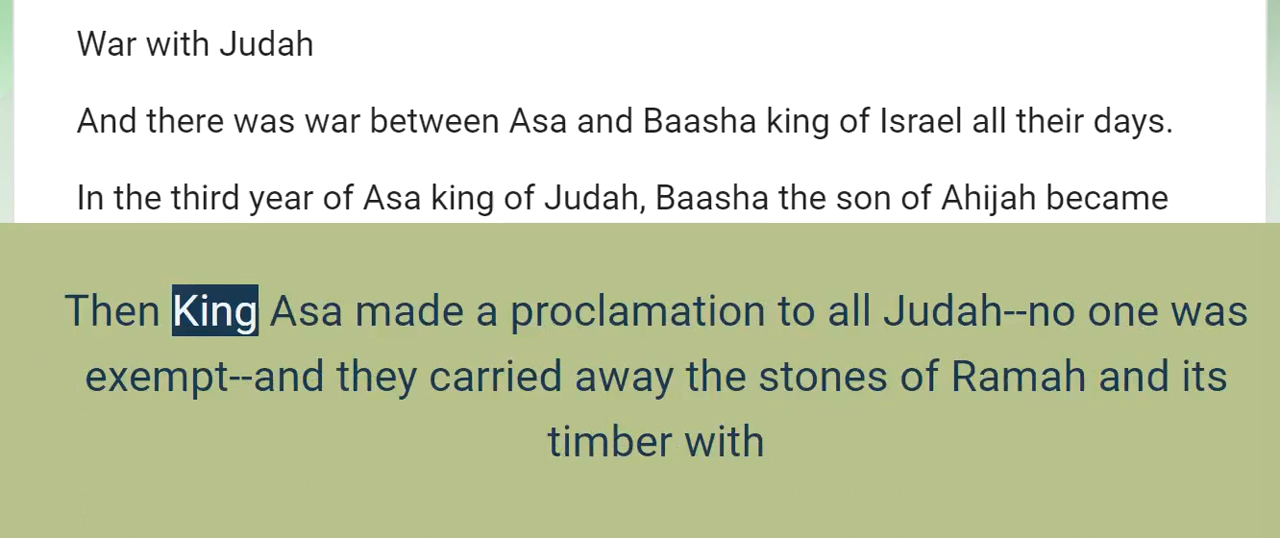 War with Judah
And there was war between Asa and Baasha king of Israel all their days.
In the third year of Asa king of Judah, Baasha the son of Ahijah became
Then King Asa made a proclamation to all Judah--no one was
exempt--and they carried away the stones of Ramah and its
timber with